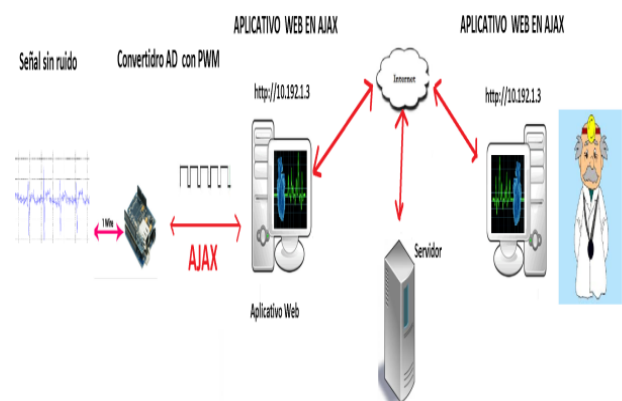 APLICATIVO WEB EN AJAX
APLICATIVO WEB EN AJAX
Señal sin ruido
Convertidro AD con PWM
http://10.192.1.3
Internet
http://10.192.1.3
1 Wire
AJAX
Servidor
Aplicativo Web